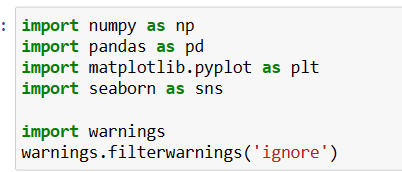 :
import numpy as np
import pandas as pd
import matplotlib.pyplot as plt
import seaborn as sns
import warnings
warnings.filterwarnings('ignore')